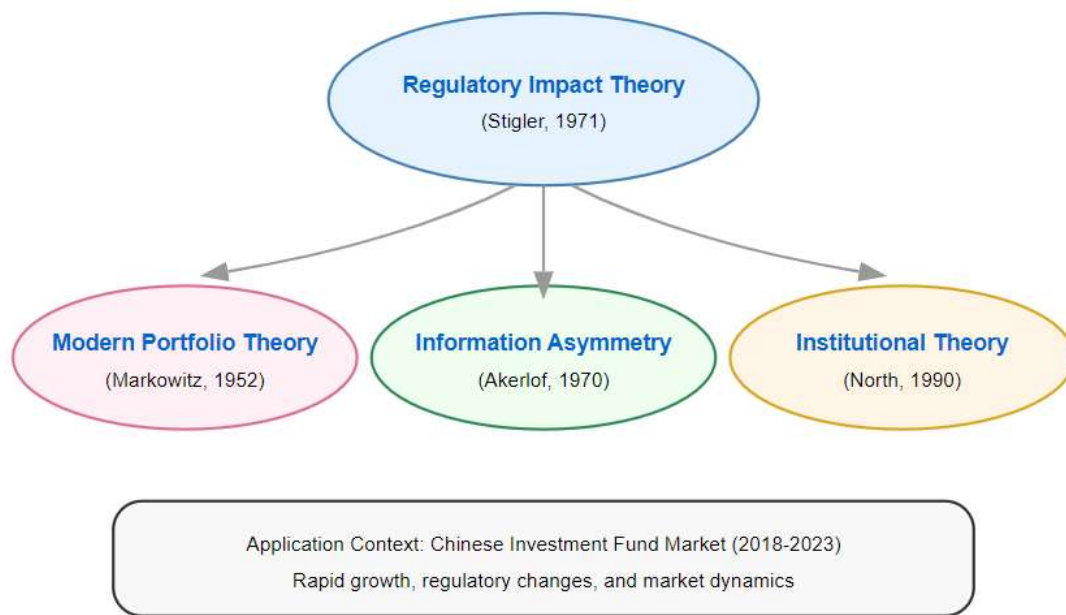 Regulatory Impact Theory
(Stigler, 1971)
Modern Portfolio Theory
(Markowitz, 1952)
Information Asymmetry
(Akerlof, 1970)
Institutional Theory
(North, 1990)
Application Context: Chinese Investment Fund Market (2018-2023)
Rapid growth, regulatory changes, and market dynamics